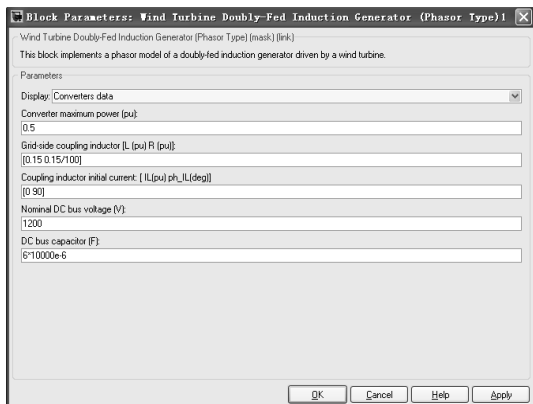 Block Parameters: Wind Turbine Doubly-Fed Induction Generator (Phasor Type)1
Wind Turbine Doubly-Fed Induction Generator (Phasor Type) (mask) (link)
This block implements a phasor model of a doubly-fed induction generator driven by a wind turbine.
Parameters
Display: Converters data
Converter maximum power (pu):
0.5
Grid-side coupling inductor [L (pu) R (pu)]:
[0.15 0.15/100]
Coupling inductor initial current: [ IL(pu) ph_IL(deg)]
[0 90]
Nominal DC bus voltage (V):
1200
DC bus capacitor (F):
6*10000e-6
OK Cancel Help Apply